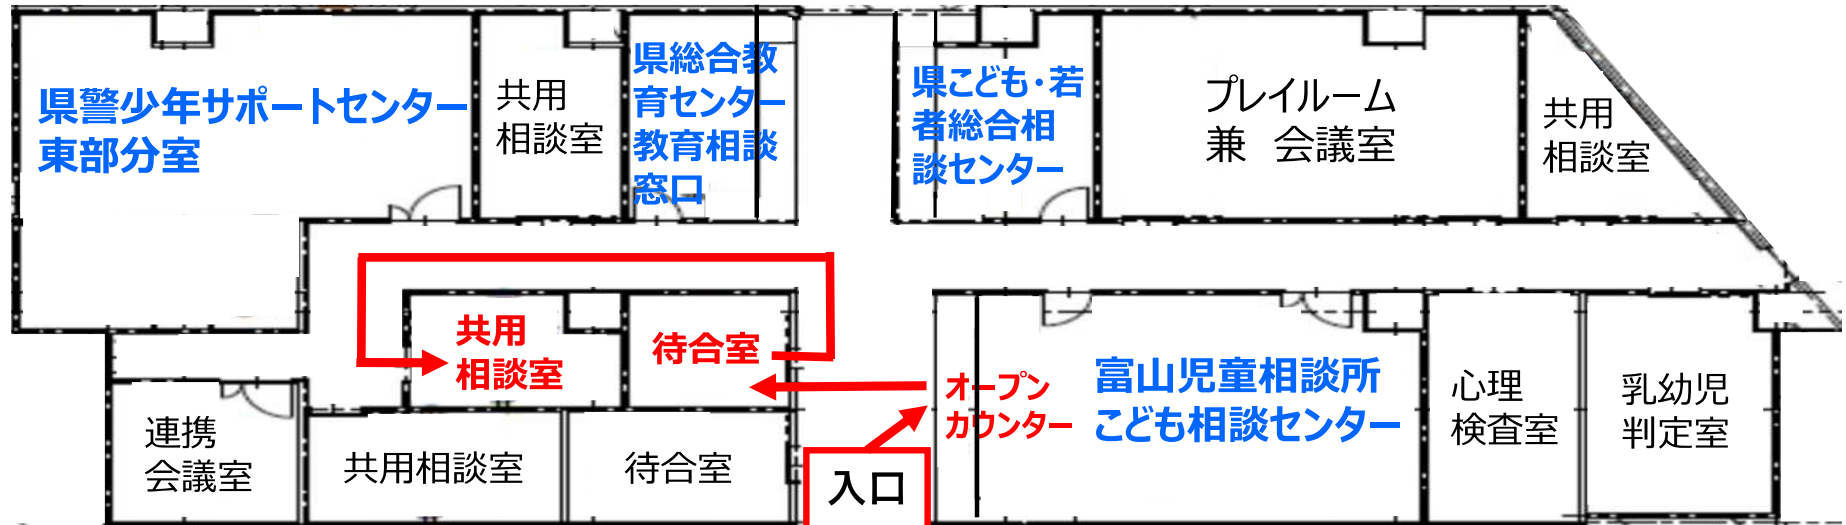 県警少年サポートセンター
東部分室
共用
相談室
県総合教
育センター
教育相談
窓口
県こども・若
者総合相
談センター
プレイルーム
兼　会議室
共用
相談室
共用
相談室
待合室
オープン
カウンター
富山児童相談所
こども相談センター
心理
検査室
乳幼児
判定室
連携
会議室
共用相談室
待合室
入口